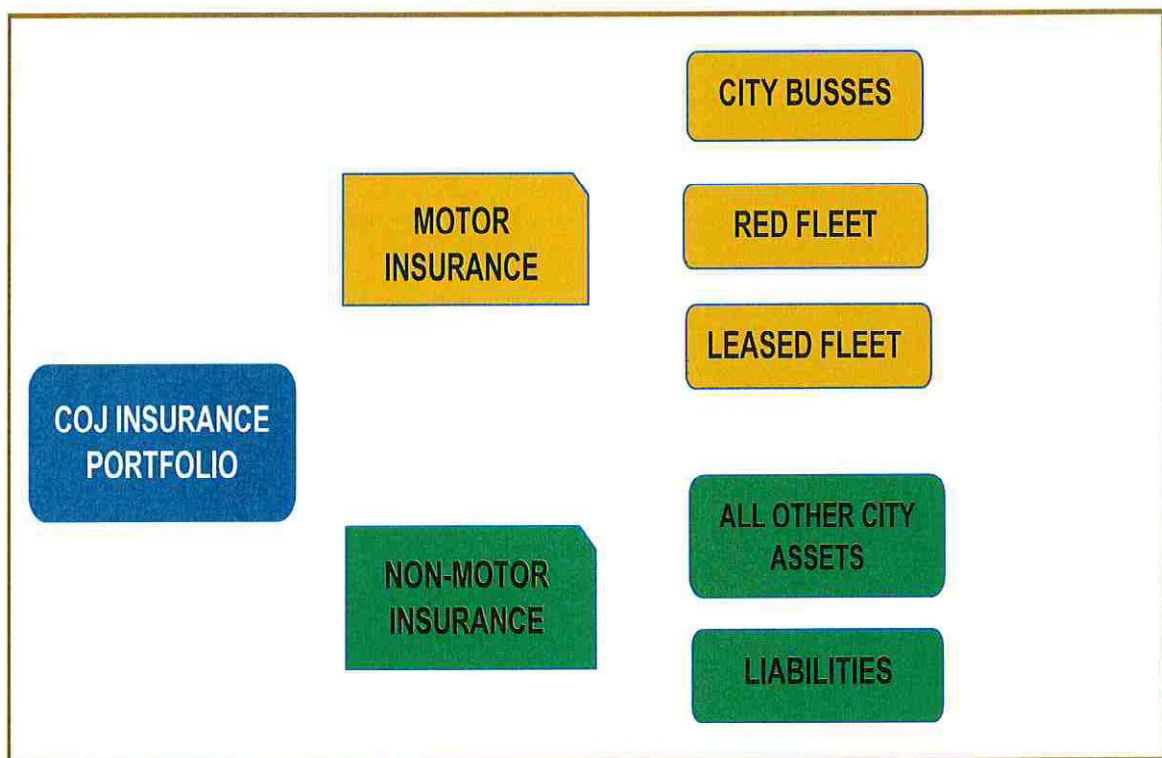 COJ INSURANCE
PORTFOLIO
MOTOR
INSURANCE
CITY BUSSES
RED FLEET
LEASED FLEET
NON-MOTOR
INSURANCE
ALL OTHER CITY
ASSETS
LIABILITIES